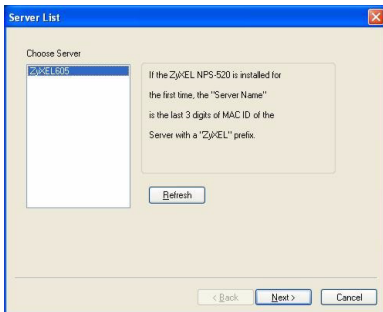 Server List
Choose Server
ZyXEL605
If the ZyXEL NPS-520 is installed for
the first time, the "Server Name"
is the last 3 digits of MAC ID of the
Server with a "ZyXEL" prefix.
Refresh
< Back
Next >
Cancel